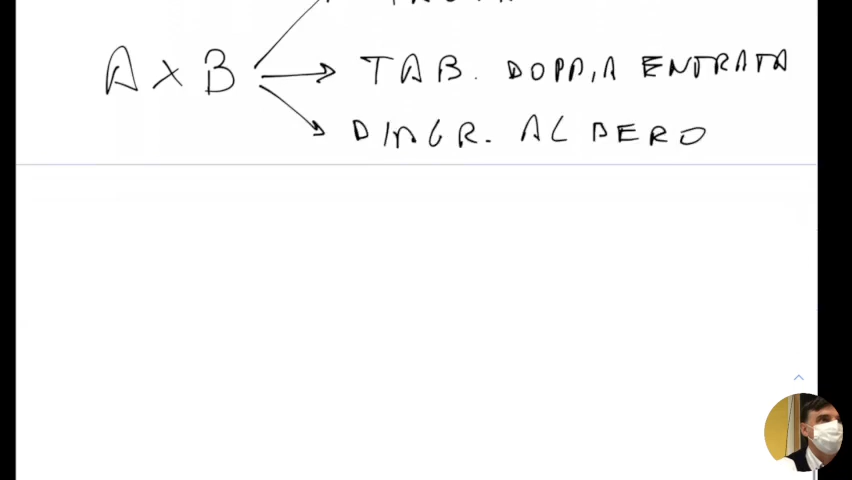 A × B
TAB. DOPPIA ENTRATA
DIAGR. ALBERO